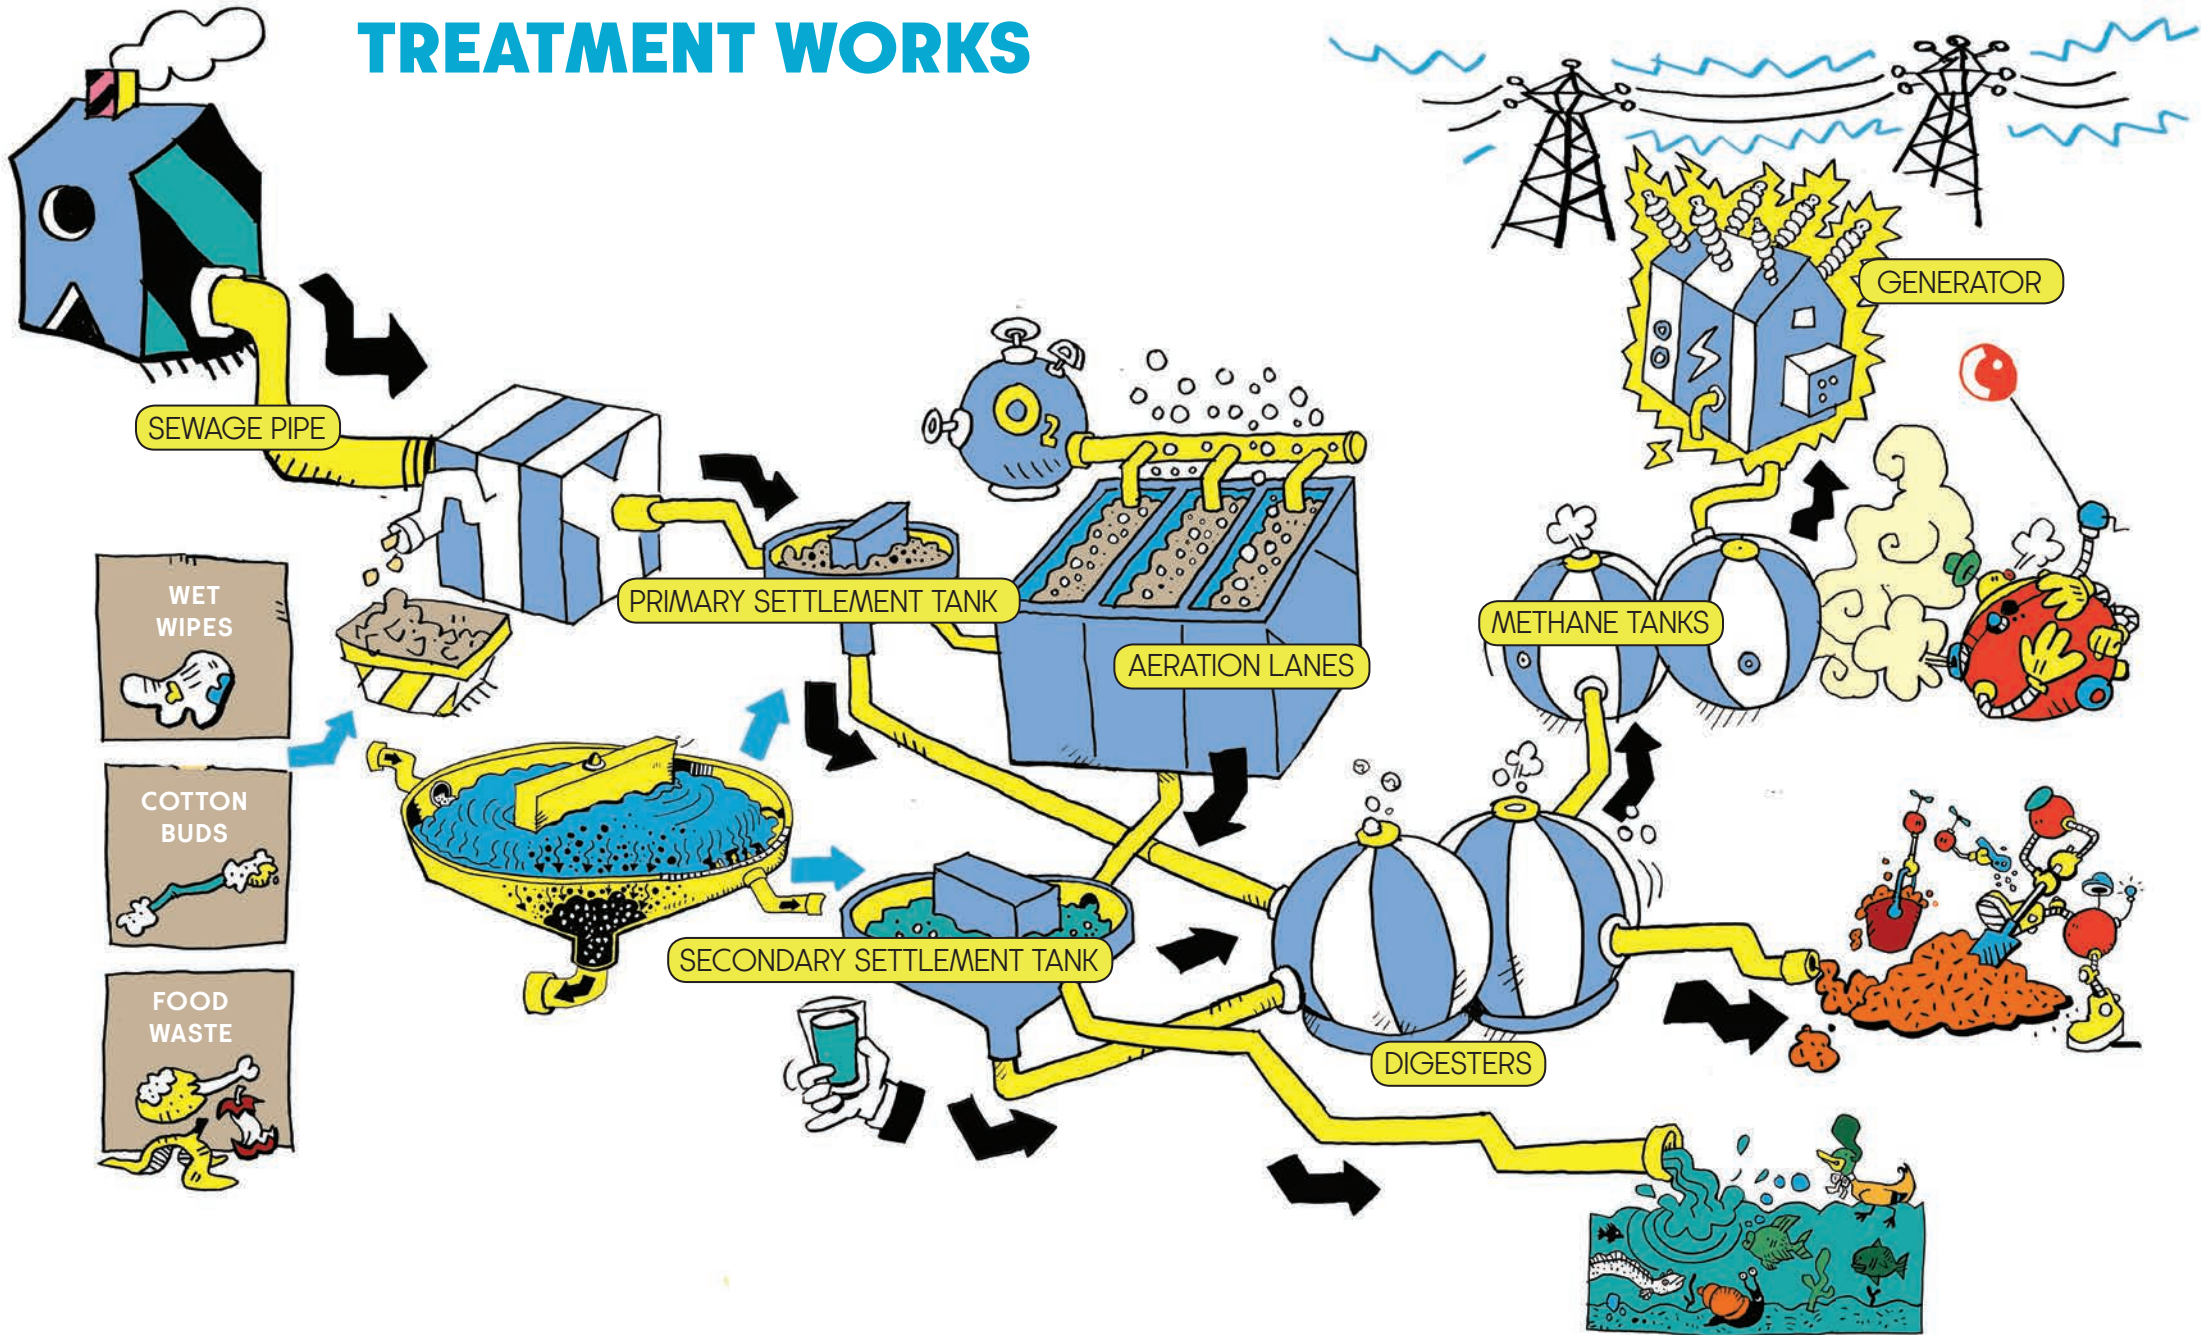 TREATMENT WORKS
GENERATOR
SEWAGE PIPE
O2
WET
WIPES
PRIMARY SETTLEMENT TANK
METHANE TANKS
AERATION LANES
COTTON
BUDS
SECONDARY SETTLEMENT TANK
FOOD
WASTE
DIGESTERS